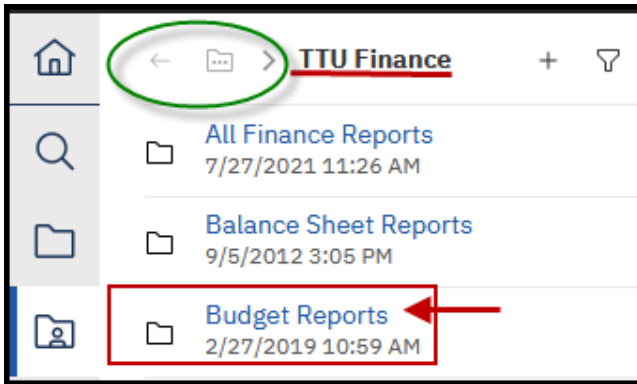 TTU Finance
All Finance Reports
7/27/2021 11:26 AM
Balance Sheet Reports
9/5/2012 3:05 PM
Budget Reports
2/27/2019 10:59 AM